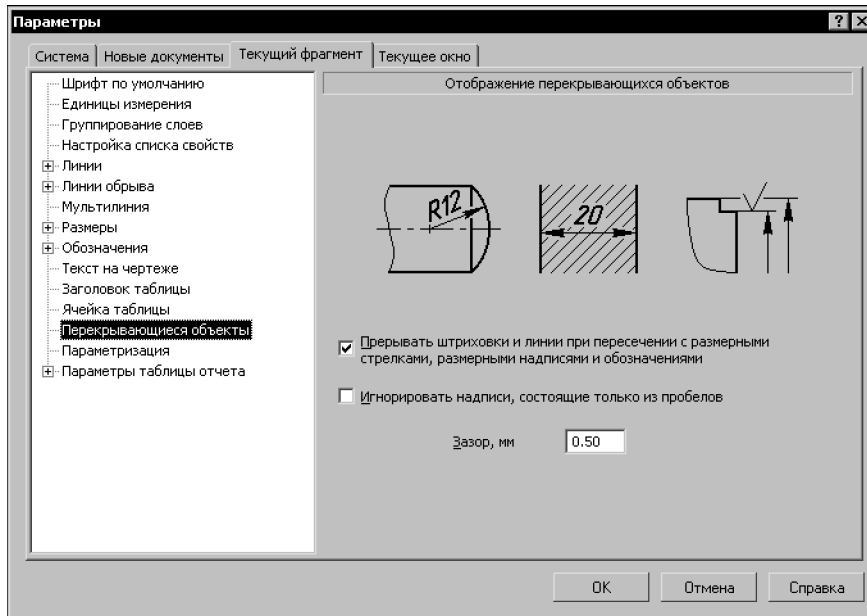 Параметры
Система
Новые документы
Текущий фрагмент
Текущее окно
Шрифт по умолчанию
Единицы измерения
Группирование слоев
Настройка списка свойств
Линии
Линии обрыва
Мультилиния
Размеры
Обозначения
Текст на чертеже
Заголовок таблицы
Ячейка таблицы
Перекрывающиеся объекты
Параметризация
Параметры таблицы отчета
Отображение перекрывающихся объектов
R12
20
Прерывать штриховки и линии при пересечении с размерными
стрелками, размерными надписями и обозначениями
Игнорировать надписи, состоящие только из пробелов
Зазор, мм
0.50
OK
Отмена
Справка